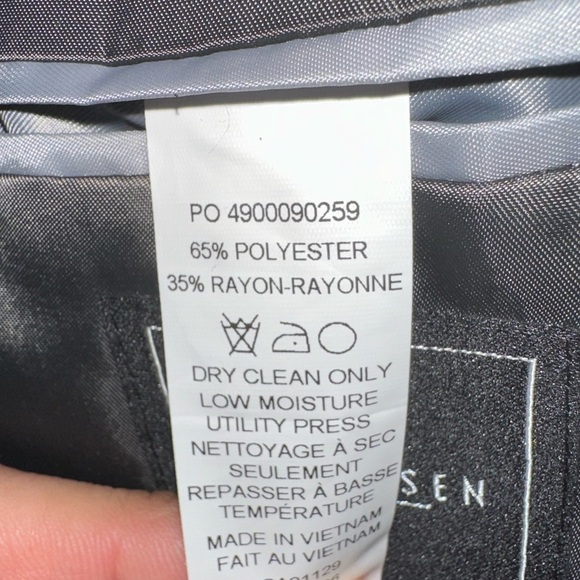 PO 4900090259
65% POLYESTER
35% RAYON-RAYONNE
DRY CLEAN ONLY
LOW MOISTURE
UTILITY PRESS
NETTOYAGE À SEC
SEULEMENT
REPASSER À BASSE
TEMPÉRATURE
MADE IN VIETNAM
FAIT AU VIETNAM
SEN